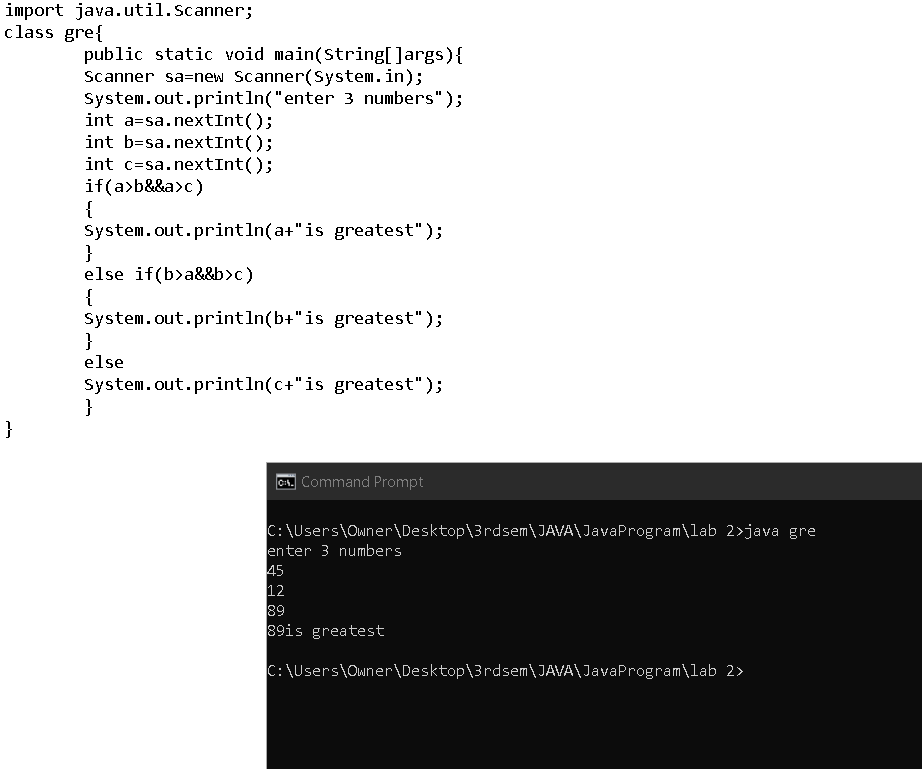 import java.util.Scanner;
class gre{
public static void main(String[]args){
Scanner sa=new Scanner(System.in);
System.out.println("enter 3 numbers");
int a=sa.nextInt();
int b=sa.nextInt();
int c=sa.nextInt();
if(a>b&&a>c)
{
System.out.println(a+"is greatest");
}
else if(b>a&&b>c)
{
System.out.println(b+"is greatest");
}
else
System.out.println(c+"is greatest");
}
}
Command Prompt
C:\Users\Owner\Desktop\3rdsem\JAVA\JavaProgram\lab 2>java gre
enter 3 numbers
45
12
89
89is greatest
C:\Users\Owner\Desktop\3rdsem\JAVA\JavaProgram\lab 2>